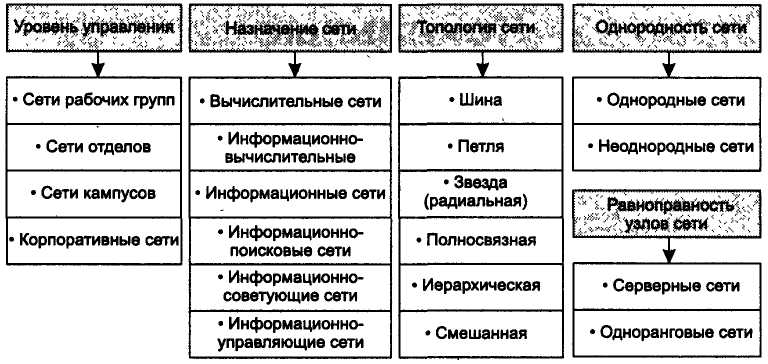 Уровень управления
• Сети рабочих групп
• Сети отделов
• Сети кампусов
• Корпоративные сети
Назначение сети
• Вычислительные сети
• Информационно-
вычислительные
• Информационные сети
• Информационно-
поисковые сети
• Информационно-
советующие сети
• Информационно-
управляющие сети
Топология сети
• Шина
• Петля
• Звезда
(радиальная)
• Полносвязная
• Иерархическая
• Смешанная
Однородность сети
• Однородные сети
• Неоднородные сети
Равноправность
узлов сети
• Серверные сети
• Одноранговые сети